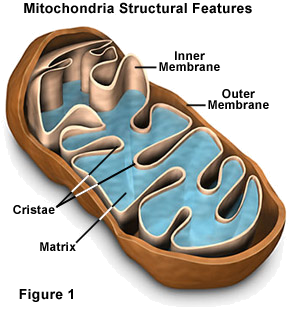 Mitochondria Structural Features
Inner
Membrane
Outer
Membrane
Cristae
Matrix
Figure 1